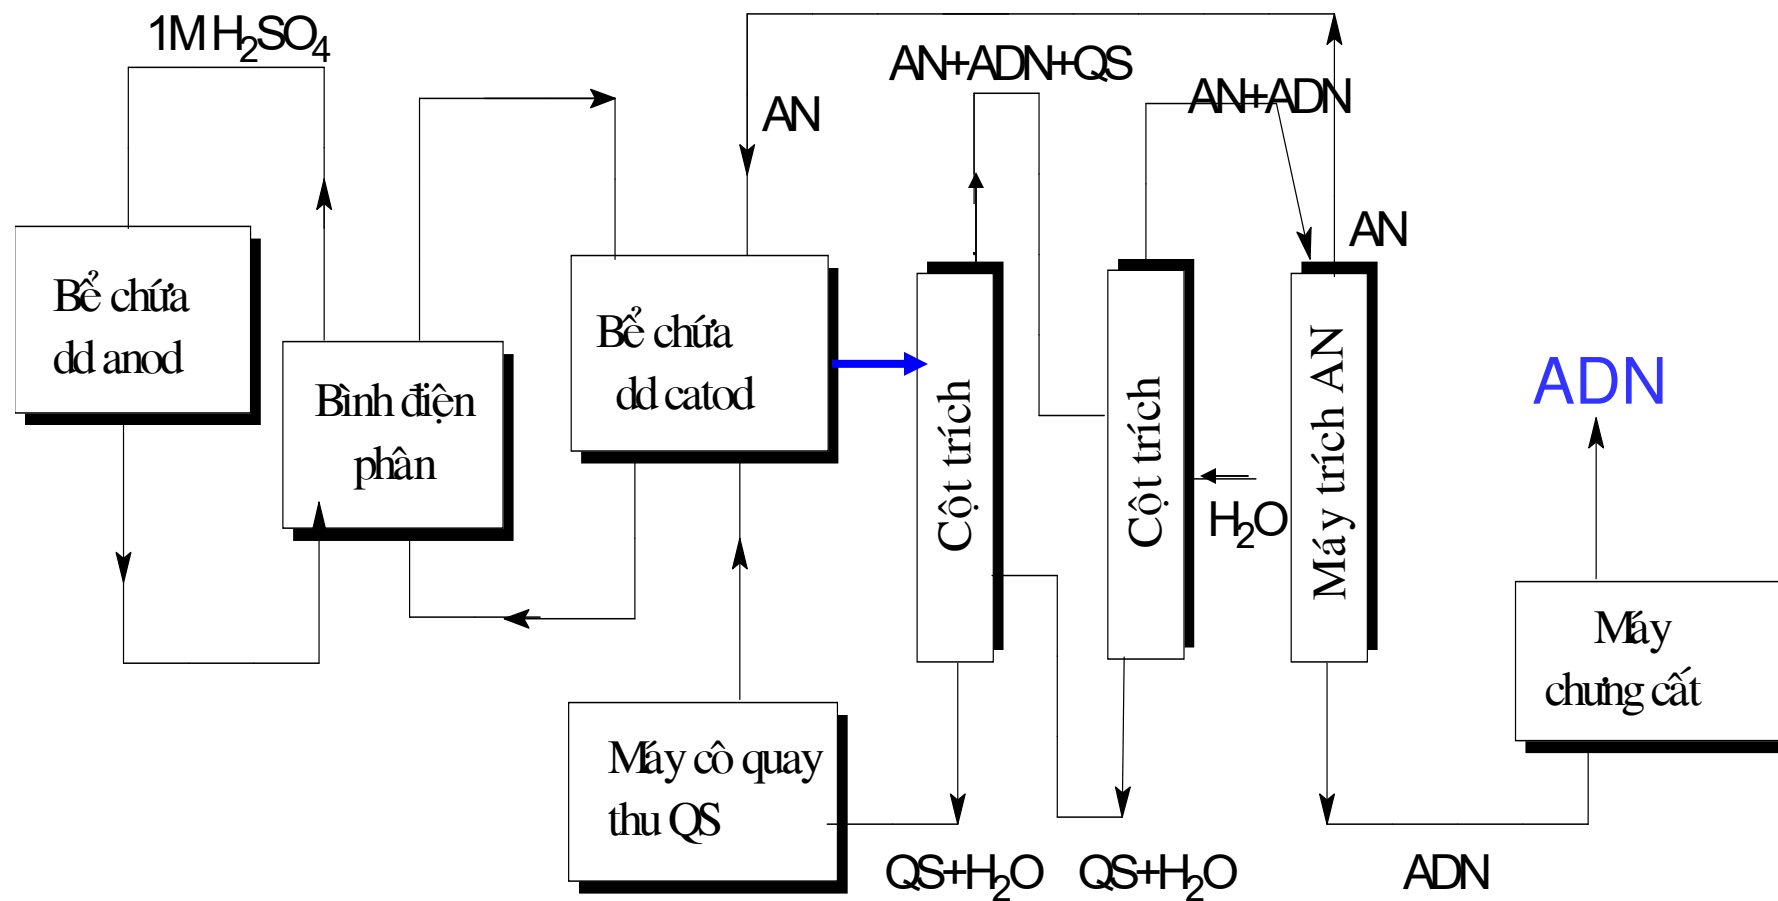 1M H₂SO₄
AN+ADN+QS
AN+ADN
AN
AN
Bể chứa
dd anod
Bình điện
phân
Bể chứa
dd catod
Cột trích
Cột trích
Máy trích AN
H₂O
ADN
Máy
chưng cất
Máy cô quay
thu QS
QS+H₂O
QS+H₂O
ADN